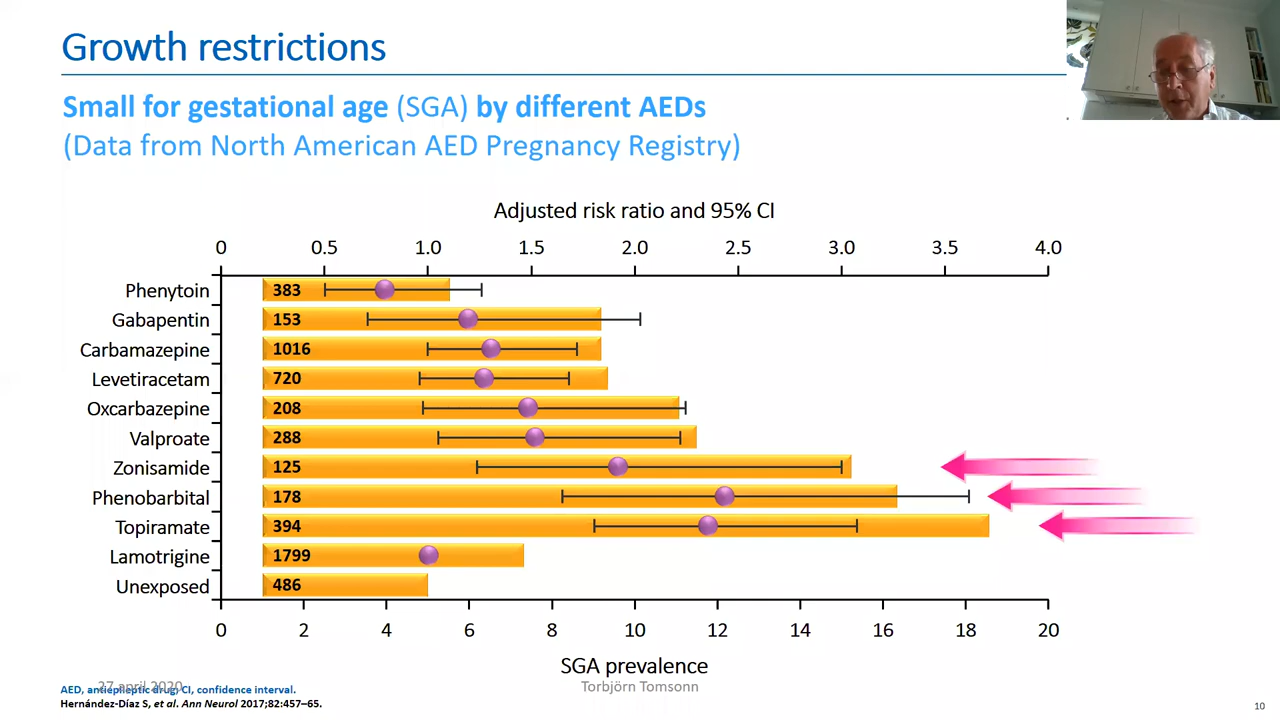 Growth restrictions
Small for gestational age (SGA) by different AEDs
(Data from North American AED Pregnancy Registry)
Adjusted risk ratio and 95% CI
0 0.5 1.0 1.5 2.0 2.5 3.0 3.5 4.0
Phenytoin 383
Gabapentin 153
Carbamazepine 1016
Levetiracetam 720
Oxcarbazepine 208
Valproate 288
Zonisamide 125
Phenobarbital 178
Topiramate 394
Lamotrigine 1799
Unexposed 486
0 2 4 6 8 10 12 14 16 18 20
SGA prevalence
27 april 2020
Torbjörn Tomsonn
AED, antiepileptic drug; CI, confidence interval.
Hernández-Díaz S, et al. Ann Neurol 2017;82:457–65.
10